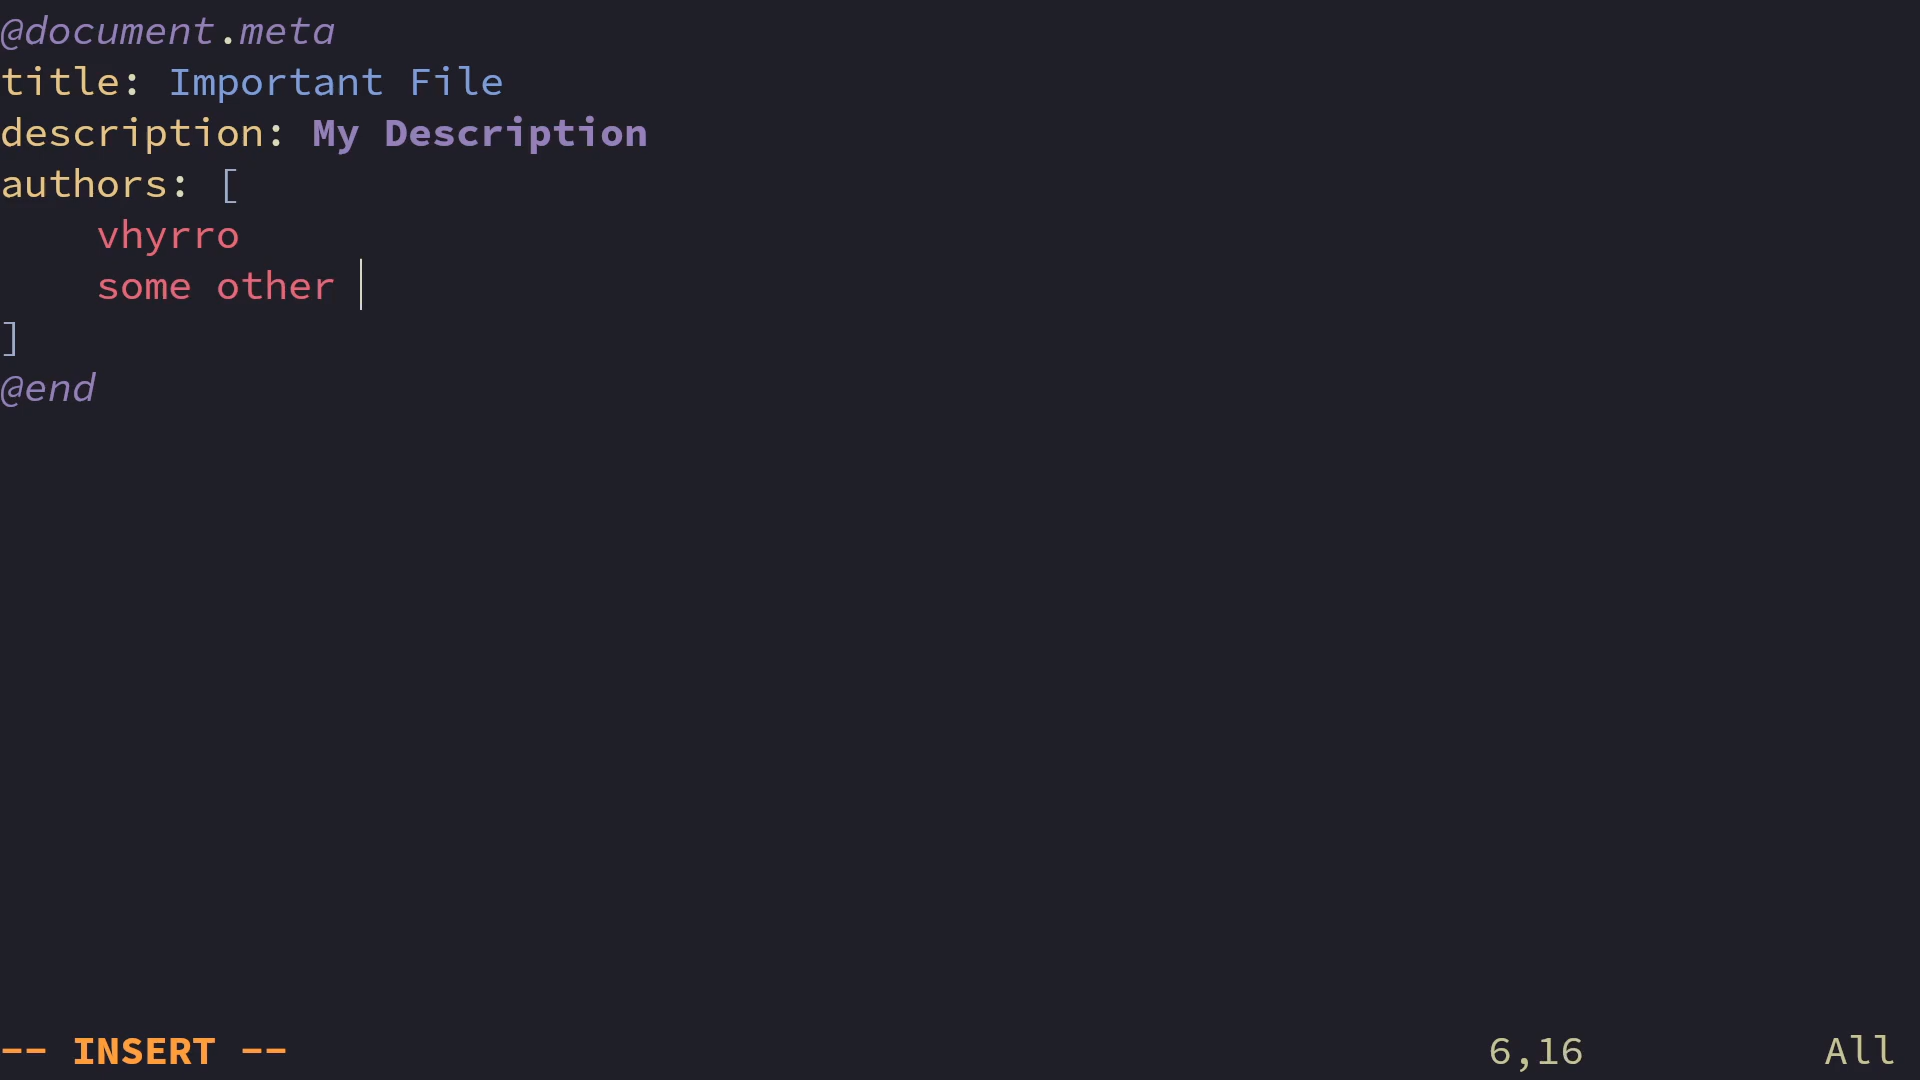 @document.meta
title: Important File
description: My Description
authors: [
    vhyrro
    some other
]
@end
-- INSERT -- 6,16 All